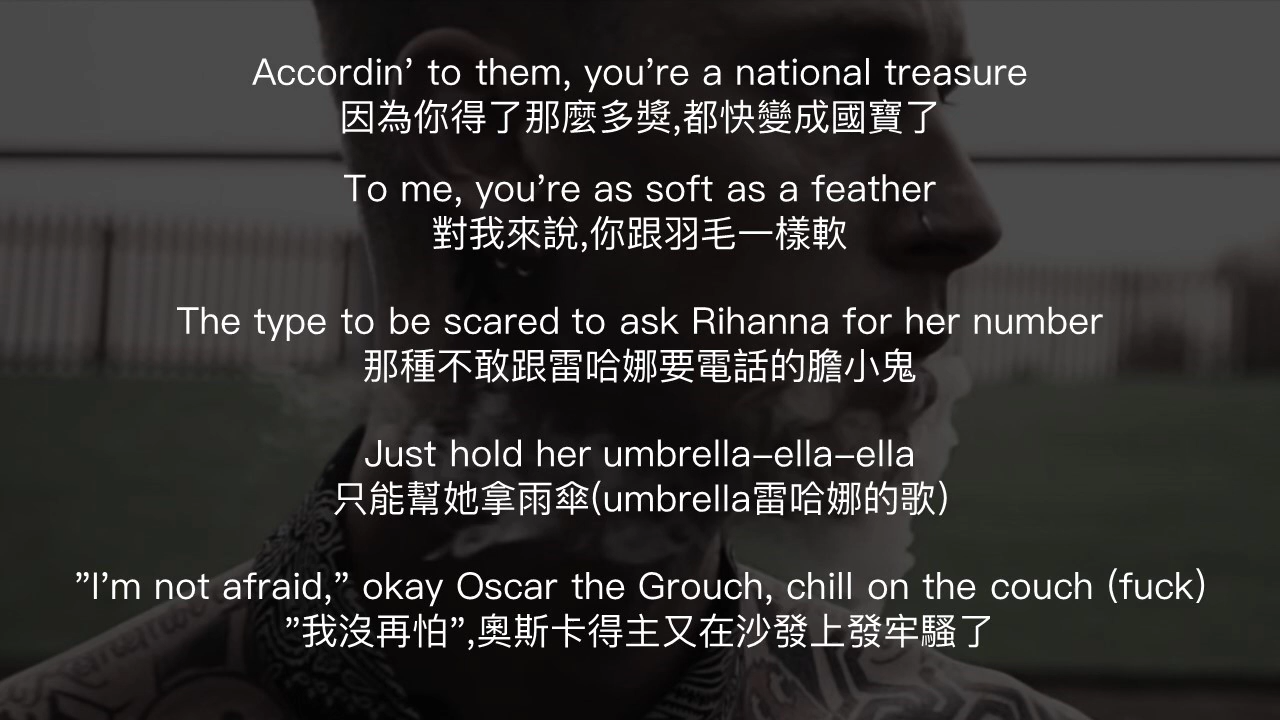 Accordin’ to them, you’re a national treasure
因為你得了那麼多獎,都快變成國寶了
To me, you’re as soft as a feather
對我來說,你跟羽毛一樣軟
The type to be scared to ask Rihanna for her number
那種不敢跟雷哈娜要電話的膽小鬼
Just hold her umbrella–ella–ella
只能幫她拿雨傘(umbrella雷哈娜的歌)
”I’m not afraid,” okay Oscar the Grouch, chill on the couch (fuck)
”我沒再怕”,奧斯卡得主又在沙發上發牢騷了